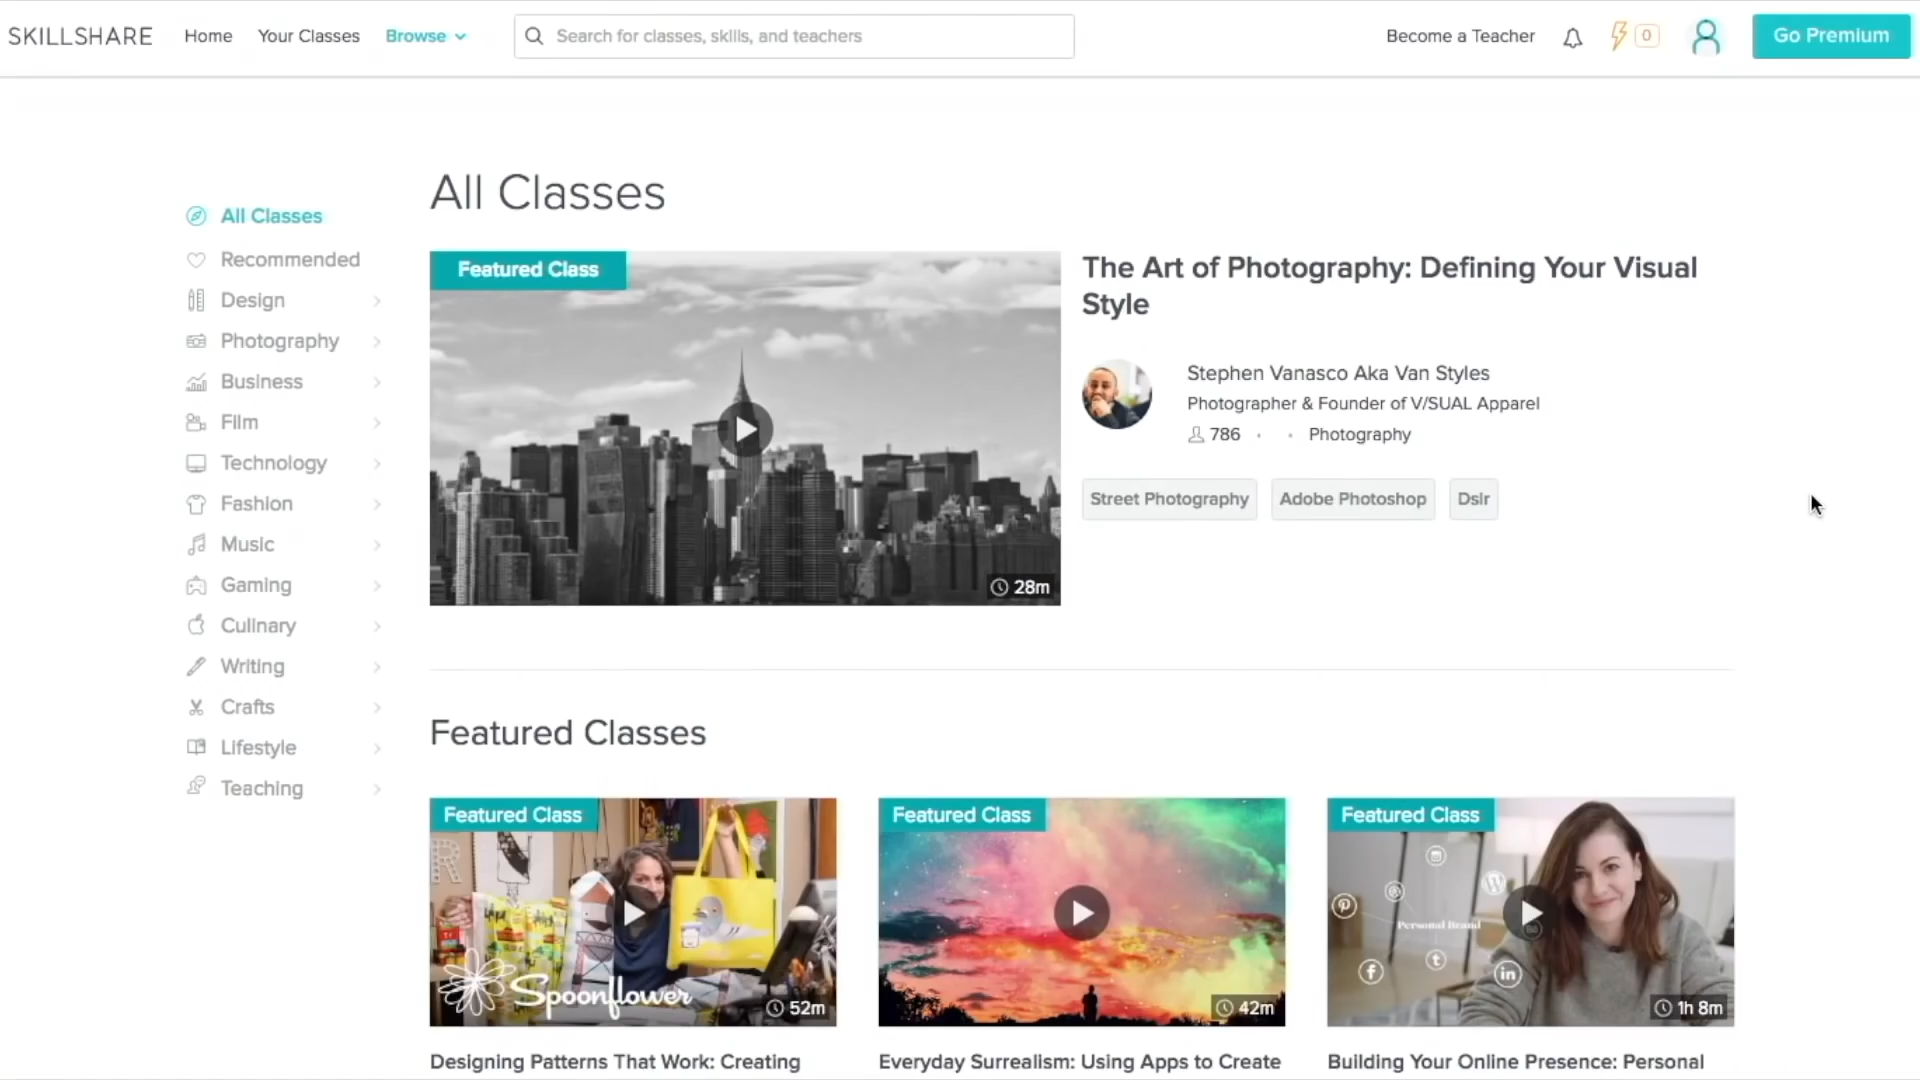 SKILLSHARE
Home
Your Classes
Browse
Search for classes, skills, and teachers
Become a Teacher
0
Go Premium
All Classes
Recommended
Design
Photography
Business
Film
Technology
Fashion
Music
Gaming
Culinary
Writing
Crafts
Lifestyle
Teaching
All Classes
Featured Class
28m
The Art of Photography: Defining Your Visual
Style
Stephen Vanasco Aka Van Styles
Photographer & Founder of V/SUAL Apparel
786 · · Photography
Street Photography
Adobe Photoshop
Dslr
Featured Classes
Featured Class
R
Spoonflower
52m
Designing Patterns That Work: Creating
Featured Class
42m
Everyday Surrealism: Using Apps to Create
Featured Class
Personal Brand
1h 8m
Building Your Online Presence: Personal